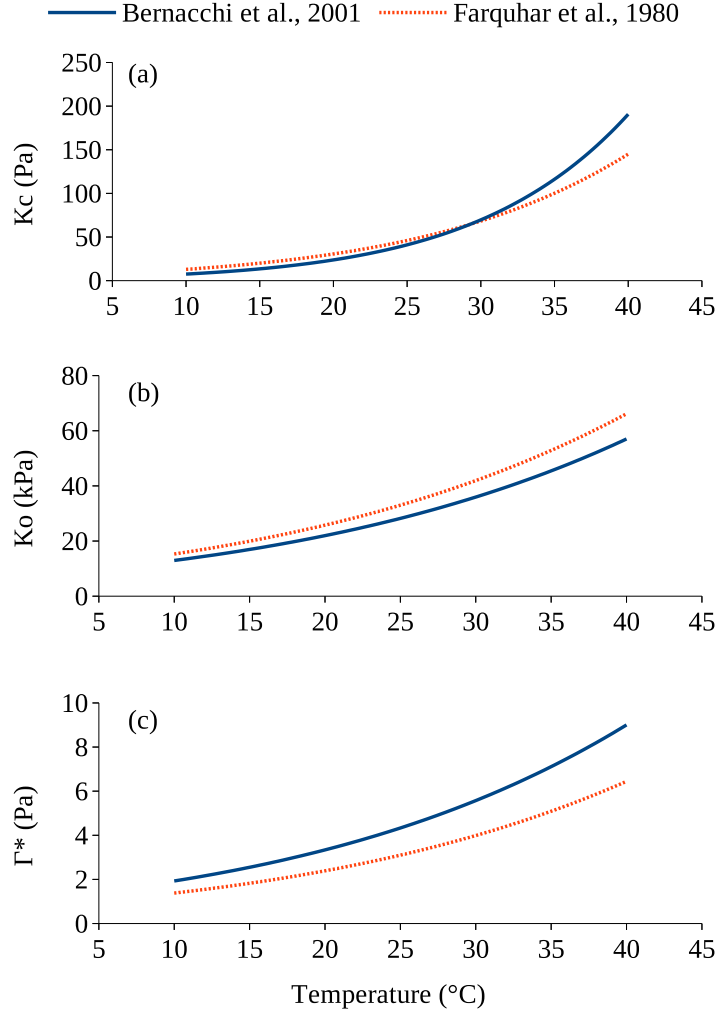 Bernacchi et al., 2001 Farquhar et al., 1980
250
(a)
200
150
100
50
0
Kc (Pa)
5 10 15 20 25 30 35 40 45
80
(b)
60
40
20
0
Ko (kPa)
5 10 15 20 25 30 35 40 45
10
(c)
8
6
4
2
0
Γ* (Pa)
5 10 15 20 25 30 35 40 45
Temperature (°C)